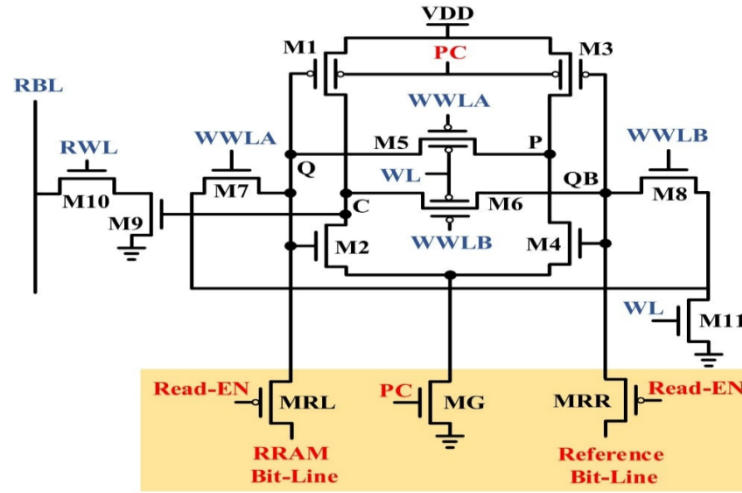 VDD
M1
PC
M3
RBL
WWLA
RWL
WWLA
M5
P
WWLB
Q
WL
QB
M10
M7
M8
M9
C
M6
M2
WWLB
M4
WL
M11
Read-EN
PC
Read-EN
MRL
MG
MRR
RRAM
Bit-Line
Reference
Bit-Line